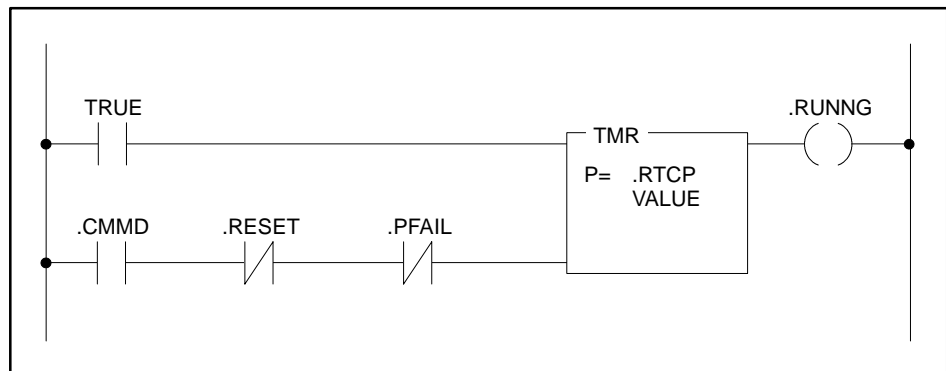 TRUE
.RUNNG
TMR
P= .RTCP
VALUE
.CMMD .RESET .PFAIL